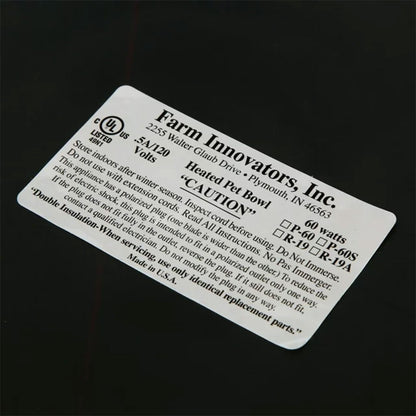 Farm Innovators, Inc.
2255 Walter Glaub Drive • Plymouth, IN 46563
C UL US
LISTED
49N1
.5A/120
Volts
Heated Pet Bowl
"CAUTION"
60 watts
P-60 P-60S
R-19 R-19A
Store indoors after winter season. Inspect cord before using. Do Not Immerse.
Do not use with extension cords. Read All Instructions. No Pas Immerger.
This appliance has a polarized plug (one blade is wider than the other.) To reduce the
risk of electric shock, this plug is intended to fit in a polarized outlet only one way.
If the plug does not fit fully in the outlet, reverse the plug. If it still does not fit,
contact a qualified electrician. Do not modify the plug in any way.
"Double Insulation-When servicing, use only identical replacement parts."
Made in U.S.A.